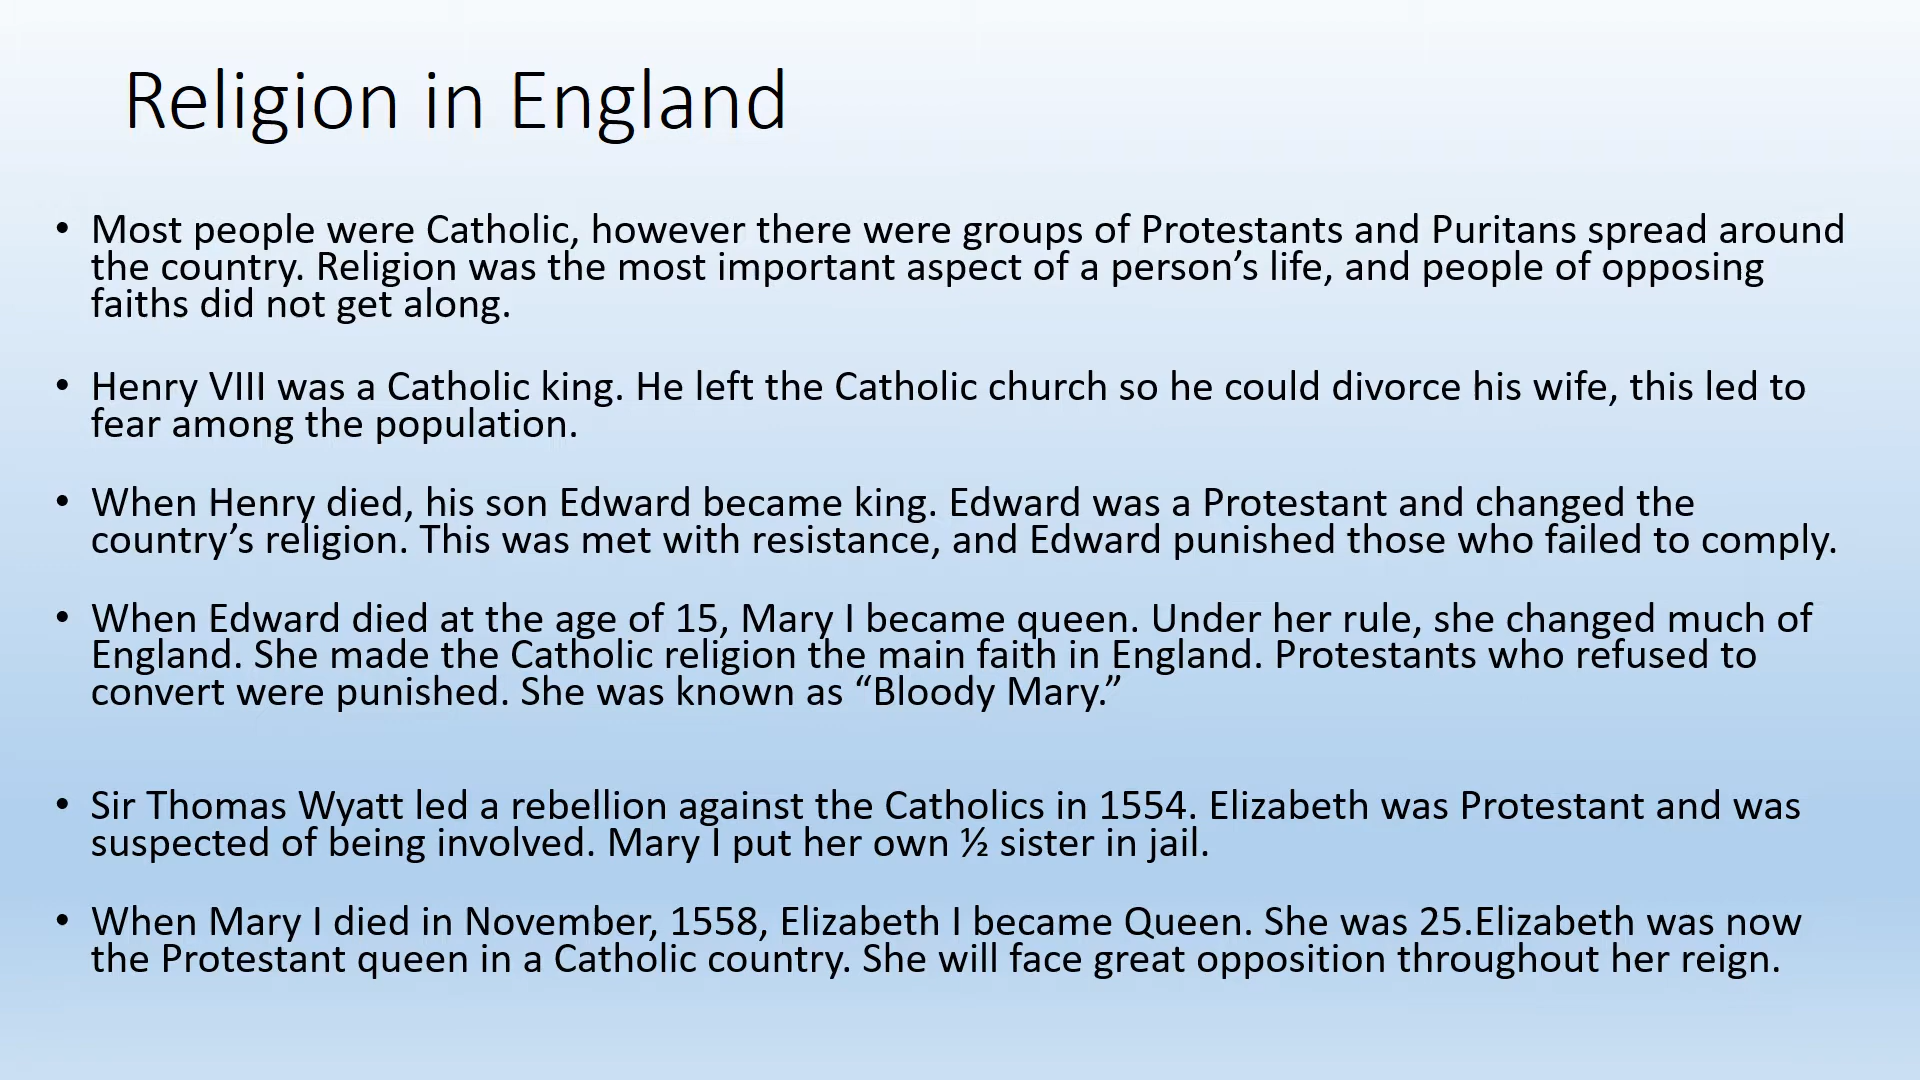 Religion in England
• Most people were Catholic, however there were groups of Protestants and Puritans spread around
the country. Religion was the most important aspect of a person’s life, and people of opposing
faiths did not get along.
• Henry VIII was a Catholic king. He left the Catholic church so he could divorce his wife, this led to
fear among the population.
• When Henry died, his son Edward became king. Edward was a Protestant and changed the
country’s religion. This was met with resistance, and Edward punished those who failed to comply.
• When Edward died at the age of 15, Mary I became queen. Under her rule, she changed much of
England. She made the Catholic religion the main faith in England. Protestants who refused to
convert were punished. She was known as “Bloody Mary.”
• Sir Thomas Wyatt led a rebellion against the Catholics in 1554. Elizabeth was Protestant and was
suspected of being involved. Mary I put her own ½ sister in jail.
• When Mary I died in November, 1558, Elizabeth I became Queen. She was 25.Elizabeth was now
the Protestant queen in a Catholic country. She will face great opposition throughout her reign.